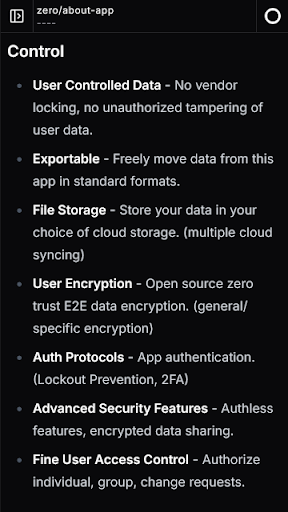 zero/about-app
----
Control
User Controlled Data - No vendor
locking, no unauthorized tampering of
user data.
Exportable - Freely move data from this
app in standard formats.
File Storage - Store your data in your
choice of cloud storage. (multiple cloud
syncing)
User Encryption - Open source zero
trust E2E data encryption. (general/
specific encryption)
Auth Protocols - App authentication.
(Lockout Prevention, 2FA)
Advanced Security Features - Authless
features, encrypted data sharing.
Fine User Access Control - Authorize
individual, group, change requests.